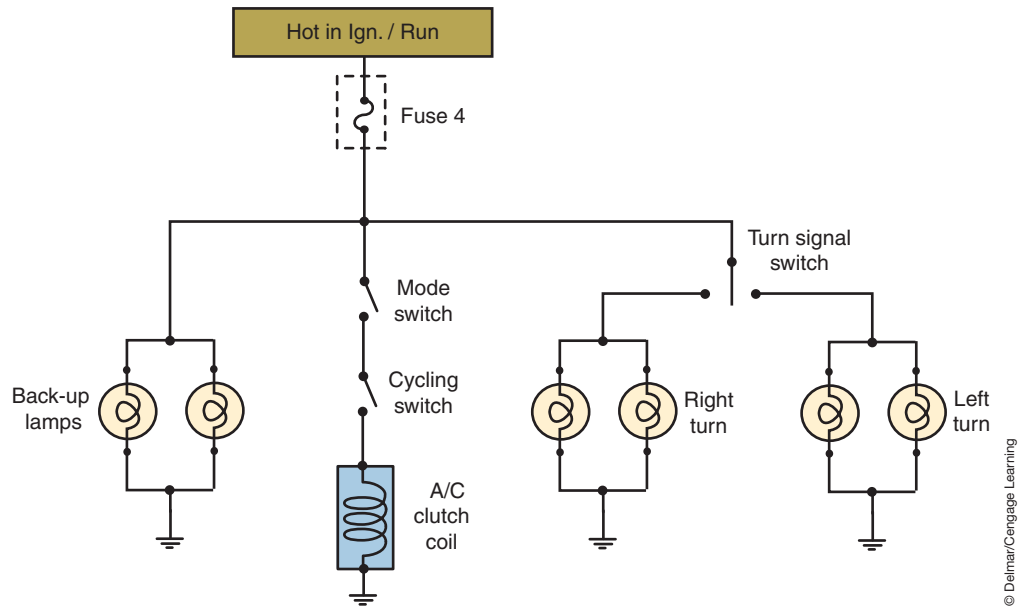 Hot in Ign. / Run
Fuse 4
Turn signal
switch
Mode
switch
Cycling
switch
Back-up
lamps
Right
turn
Left
turn
A/C
clutch
coil
© Delmar/Cengage Learning